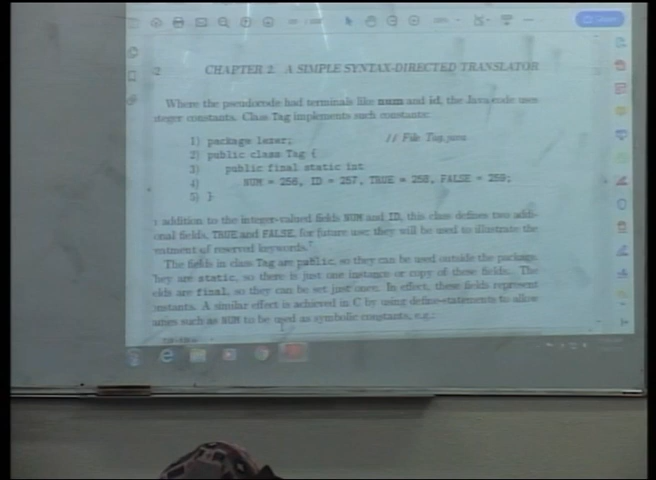 2 CHAPTER 2. A SIMPLE SYNTAX-DIRECTED TRANSLATOR
Where the pseudocode had terminals like num and id, the Java code uses
nteger constants. Class Tag implements such constants:
1) package lexer; // File Tag.java
2) public class Tag {
3) public final static int
4) NUM = 256, ID = 257, TRUE = 258, FALSE = 259;
5) }
addition to the integer-valued fields NUM and ID, this class defines two addi-
onal fields, TRUE and FALSE, for future use; they will be used to illustrate the
eatment of reserved keywords.7
The fields in class Tag are public, so they can be used outside the package.
hey are static, so there is just one instance or copy of these fields. The
elds are final, so they can be set just once. In effect, these fields represent
nstants. A similar effect is achieved in C by using define-statements to allow
ames such as NUM to be used as symbolic constants, e.g.: